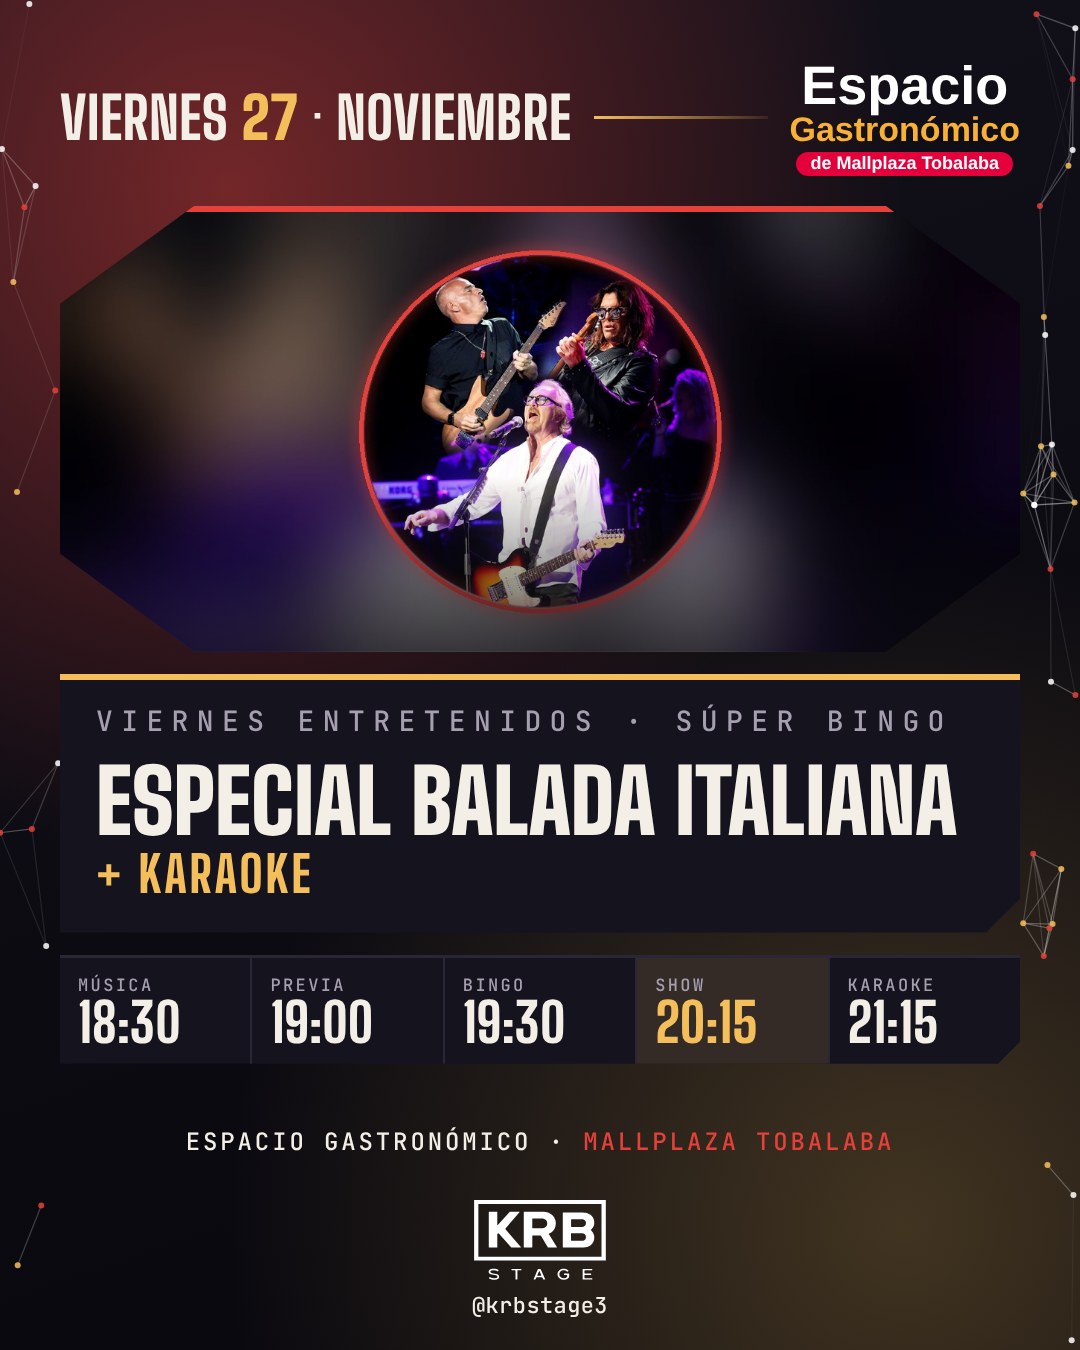 VIERNES 27 · NOVIEMBRE
Espacio
Gastronómico
de Mallplaza Tobalaba
KORG
VIERNES ENTRETENIDOS · SÚPER BINGO
ESPECIAL BALADA ITALIANA
+ KARAOKE
MÚSICA
18:30
PREVIA
19:00
BINGO
19:30
SHOW
20:15
KARAOKE
21:15
ESPACIO GASTRONÓMICO · MALLPLAZA TOBALABA
KRB
STAGE
@krbstage3